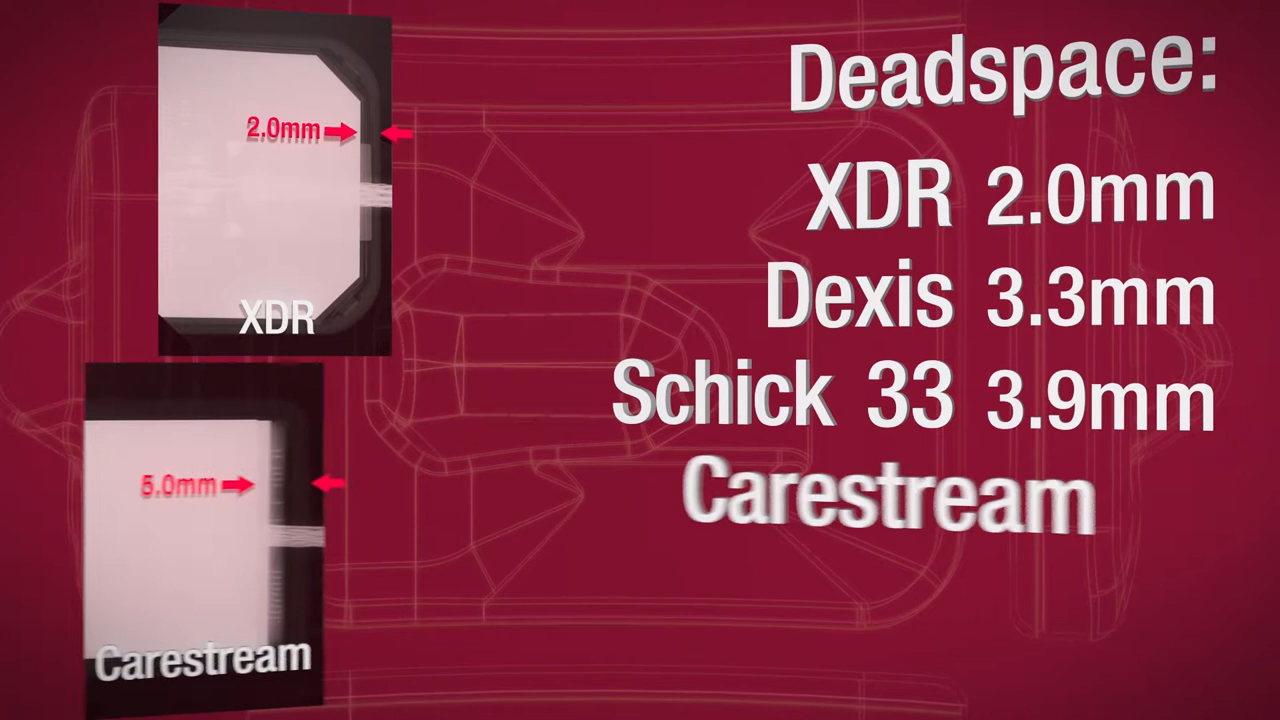 2.0mm
XDR
5.0mm
Carestream
Deadspace:
XDR 2.0mm
Dexis 3.3mm
Schick 33 3.9mm
Carestream